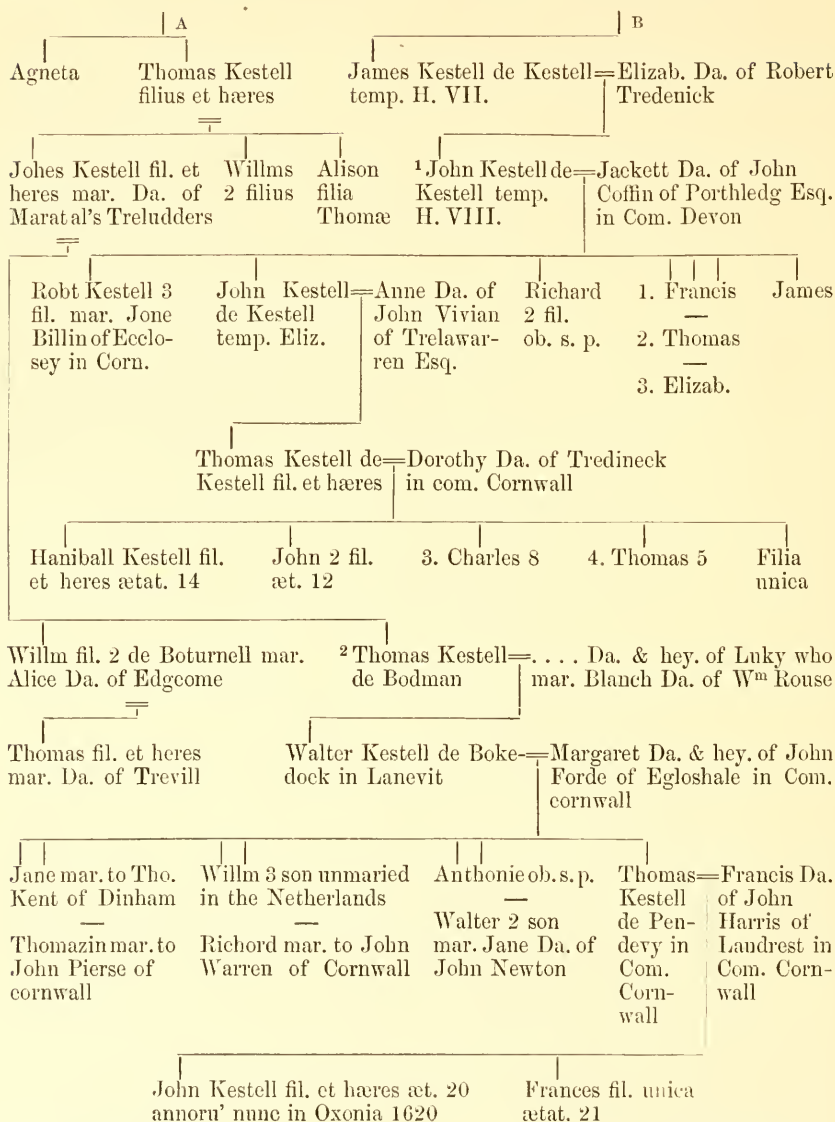 A
B
Agneta
Thomas Kestell
filius et hæres
James Kestell de Kestell=Elizab. Da. of Robert
temp. H. VII.
Tredenick
Johes Kestell fil. et
heres mar. Da. of
Maratal's Treludders
Willms
2 filius
Alison
filia
Thomæ
¹ John Kestell de=Jackett Da. of John
Kestell temp.
H. VIII.
Coffin of Porthledg Esq.
in Com. Devon
Robt Kestell 3
fil. mar. Jone
Billin of Ecclo-
sey in Corn.
John Kestell=Anne Da. of
de Kestell
temp. Eliz.
John Vivian
of Trelawar-
ren Esq.
Richard
2 fil.
ob. s. p.
1. Francis
—
2. Thomas
—
3. Elizab.
James
Thomas Kestell de=Dorothy Da. of Tredineck
Kestell fil. et hæres
in com. Cornwall
Haniball Kestell fil.
et heres ætat. 14
John 2 fil.
æt. 12
3. Charles 8
4. Thomas 5
Filia
unica
Willm fil. 2 de Boturnell mar.
Alice Da. of Edgcome
² Thomas Kestell=. . . . Da. & hey. of Luky who
de Bodman
mar. Blanch Da. of Wᵐ Rouse
Thomas fil. et heres
mar. Da. of Trevill
Walter Kestell de Boke-=Margaret Da. & hey. of John
dock in Lanevit
Forde of Egloshale in Com.
cornwall
Jane mar. to Tho.
Kent of Dinham
—
Thomazin mar. to
John Pierse of
cornwall
Willm 3 son unmaried
in the Netherlands
—
Richord mar. to John
Warren of Cornwall
Anthonie ob. s. p.
—
Walter 2 son
mar. Jane Da. of
John Newton
Thomas=Francis Da.
Kestell
de Pen-
devy in
Com.
Corn-
wall
of John
Harris of
Laudrest in
Com. Corn-
wall
John Kestell fil. et hæres æt. 20
annoru' nunc in Oxonia 1620
Frances fil. unica
ætat. 21